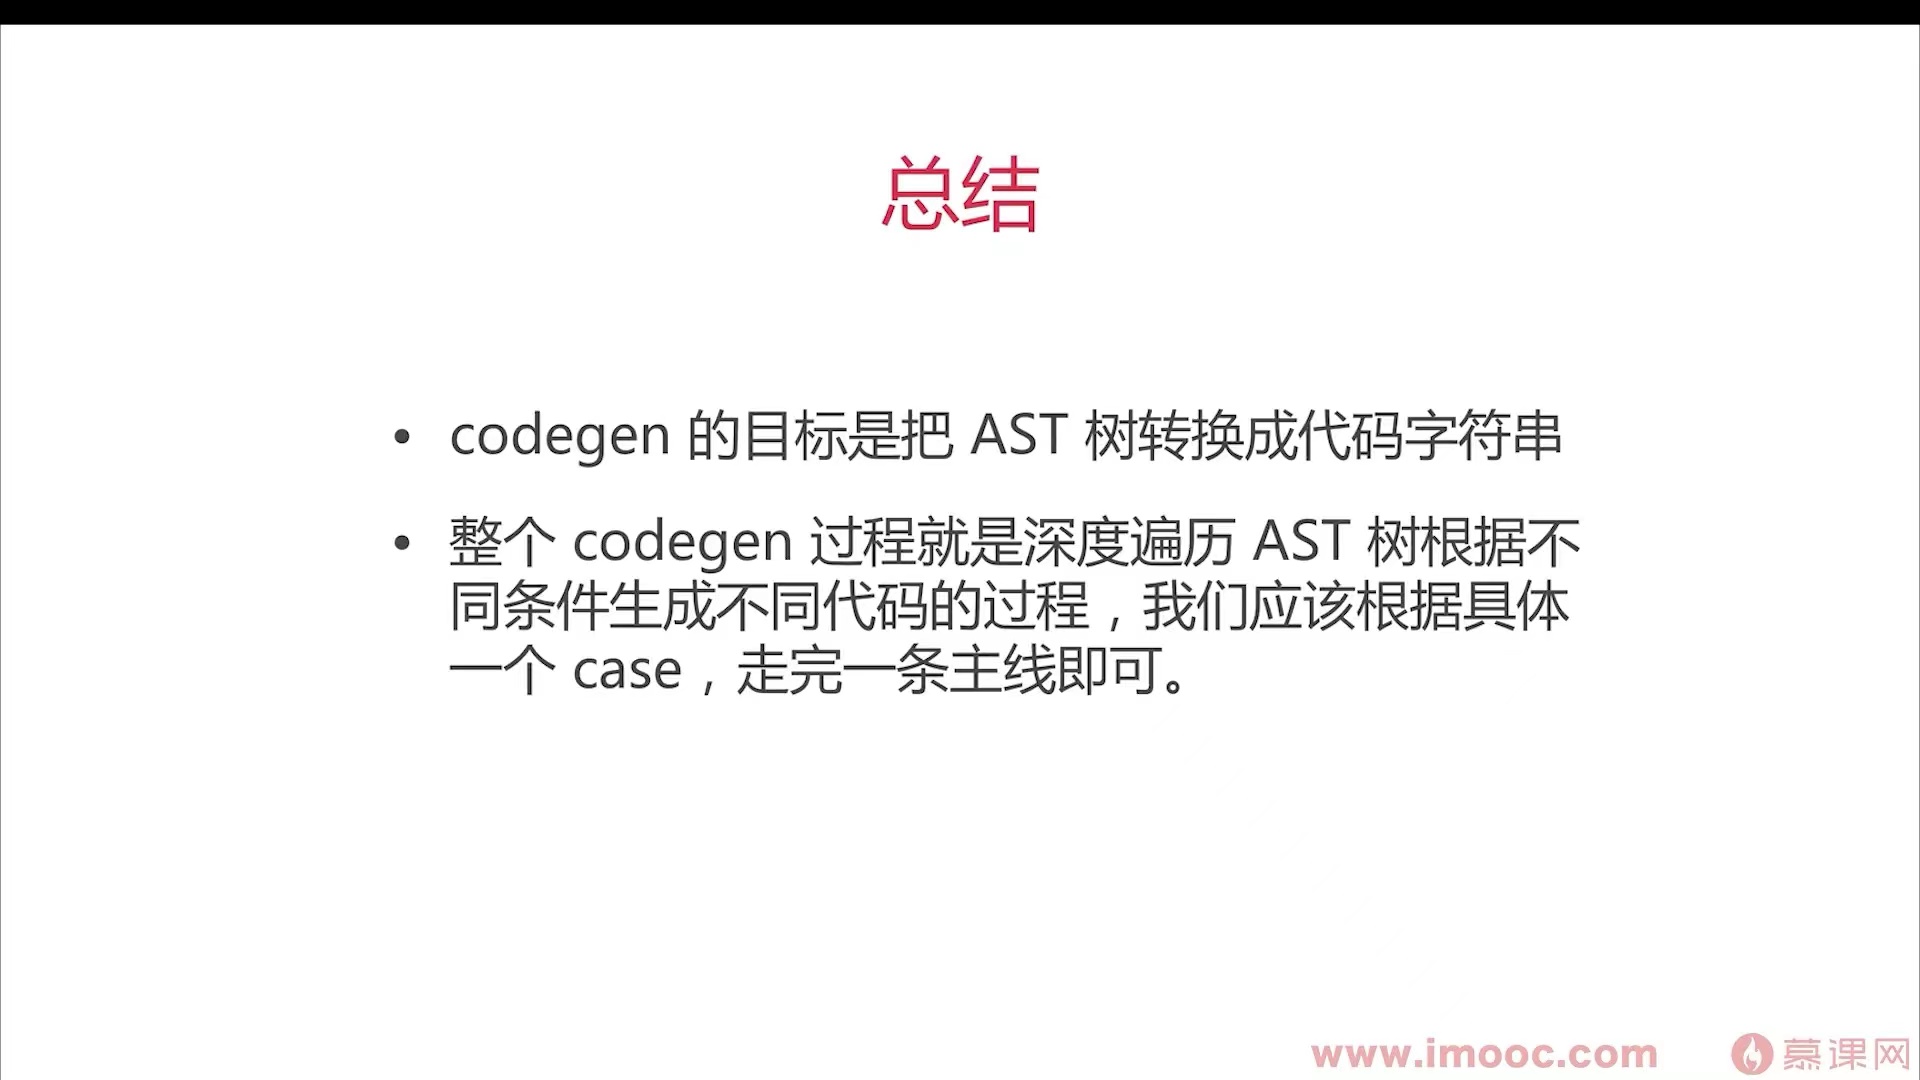 总结
• codegen 的目标是把 AST 树转换成代码字符串
• 整个 codegen 过程就是深度遍历 AST 树根据不
同条件生成不同代码的过程，我们应该根据具体
一个 case，走完一条主线即可。
www.imooc.com 慕课网